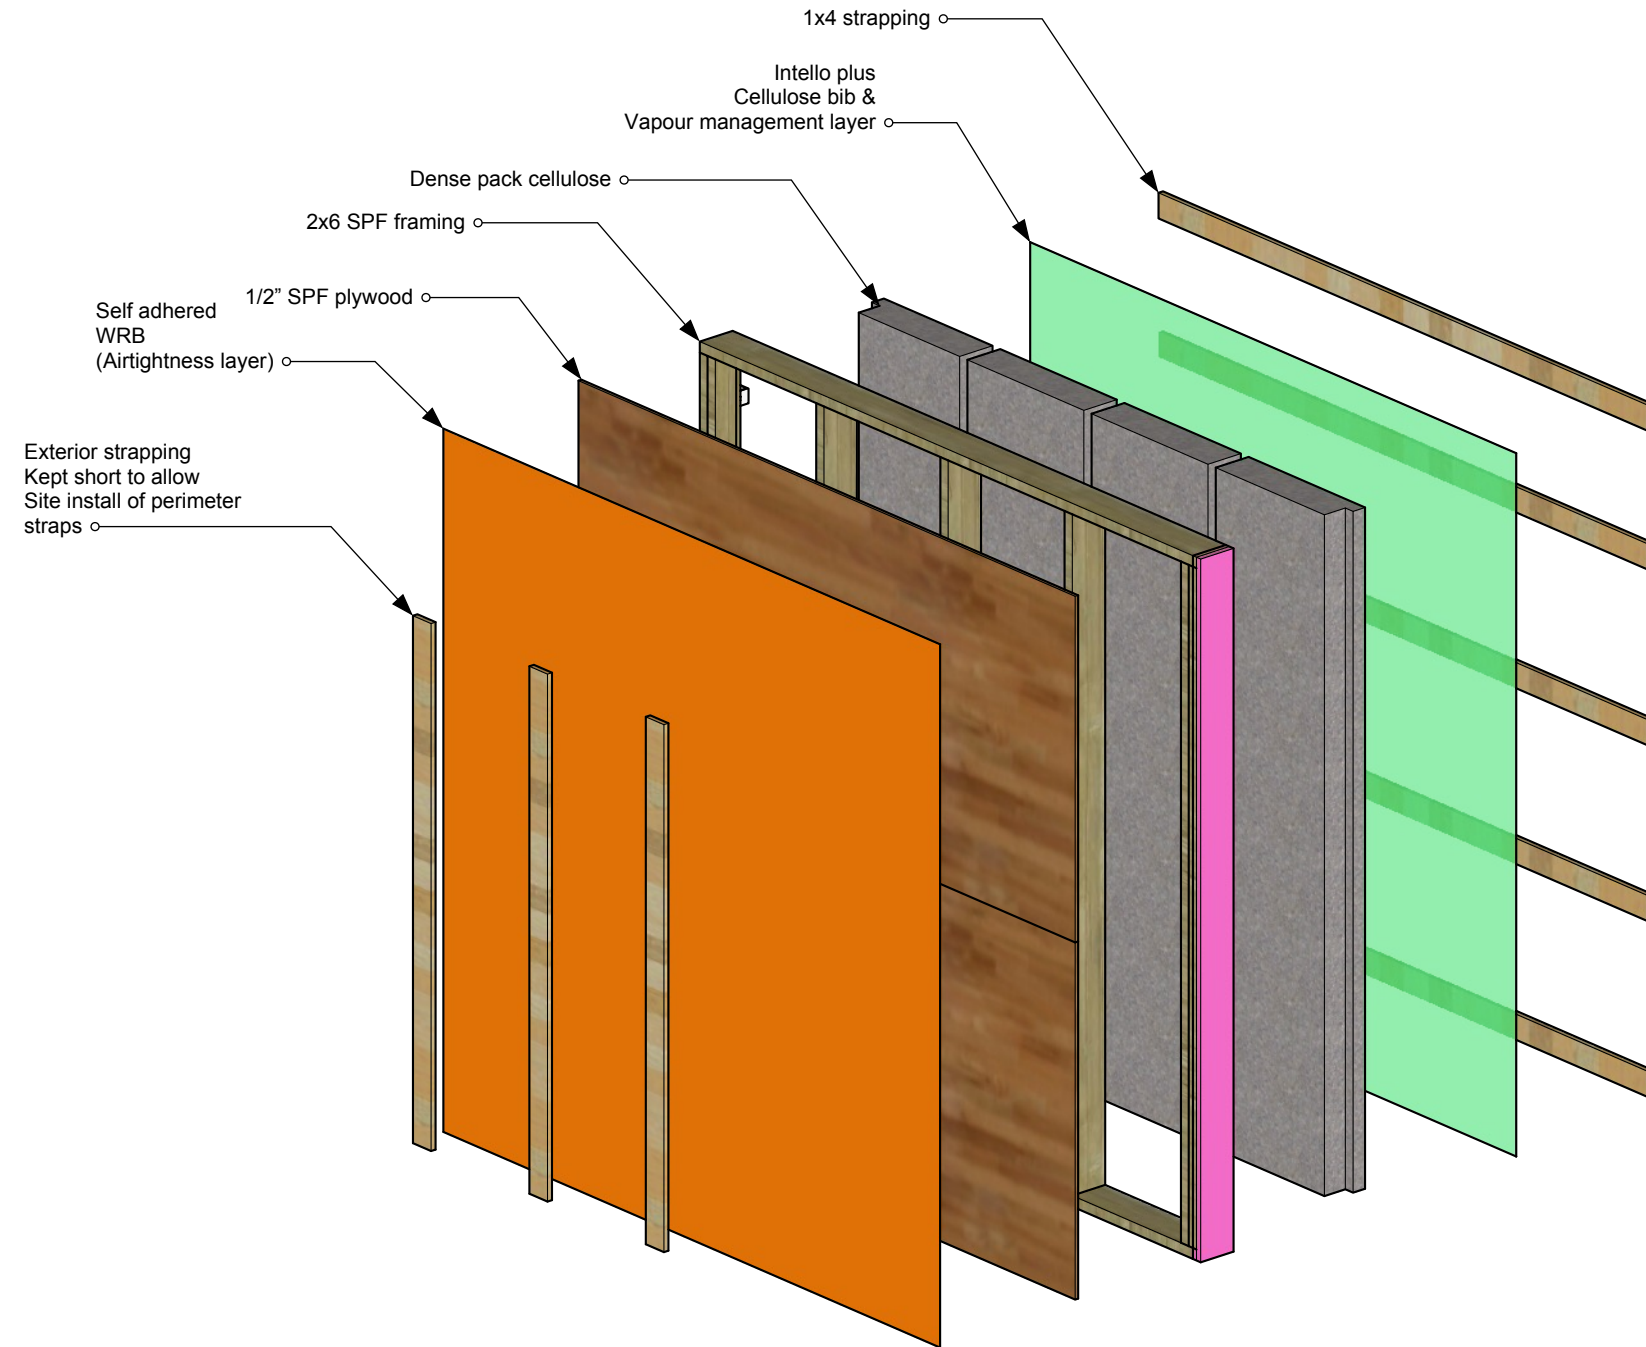 1x4 strapping
Intello plus
Cellulose bib &
Vapour management layer
Dense pack cellulose
2x6 SPF framing
1/2” SPF plywood
Self adhered
WRB
(Airtightness layer)
Exterior strapping
Kept short to allow
Site install of perimeter
straps